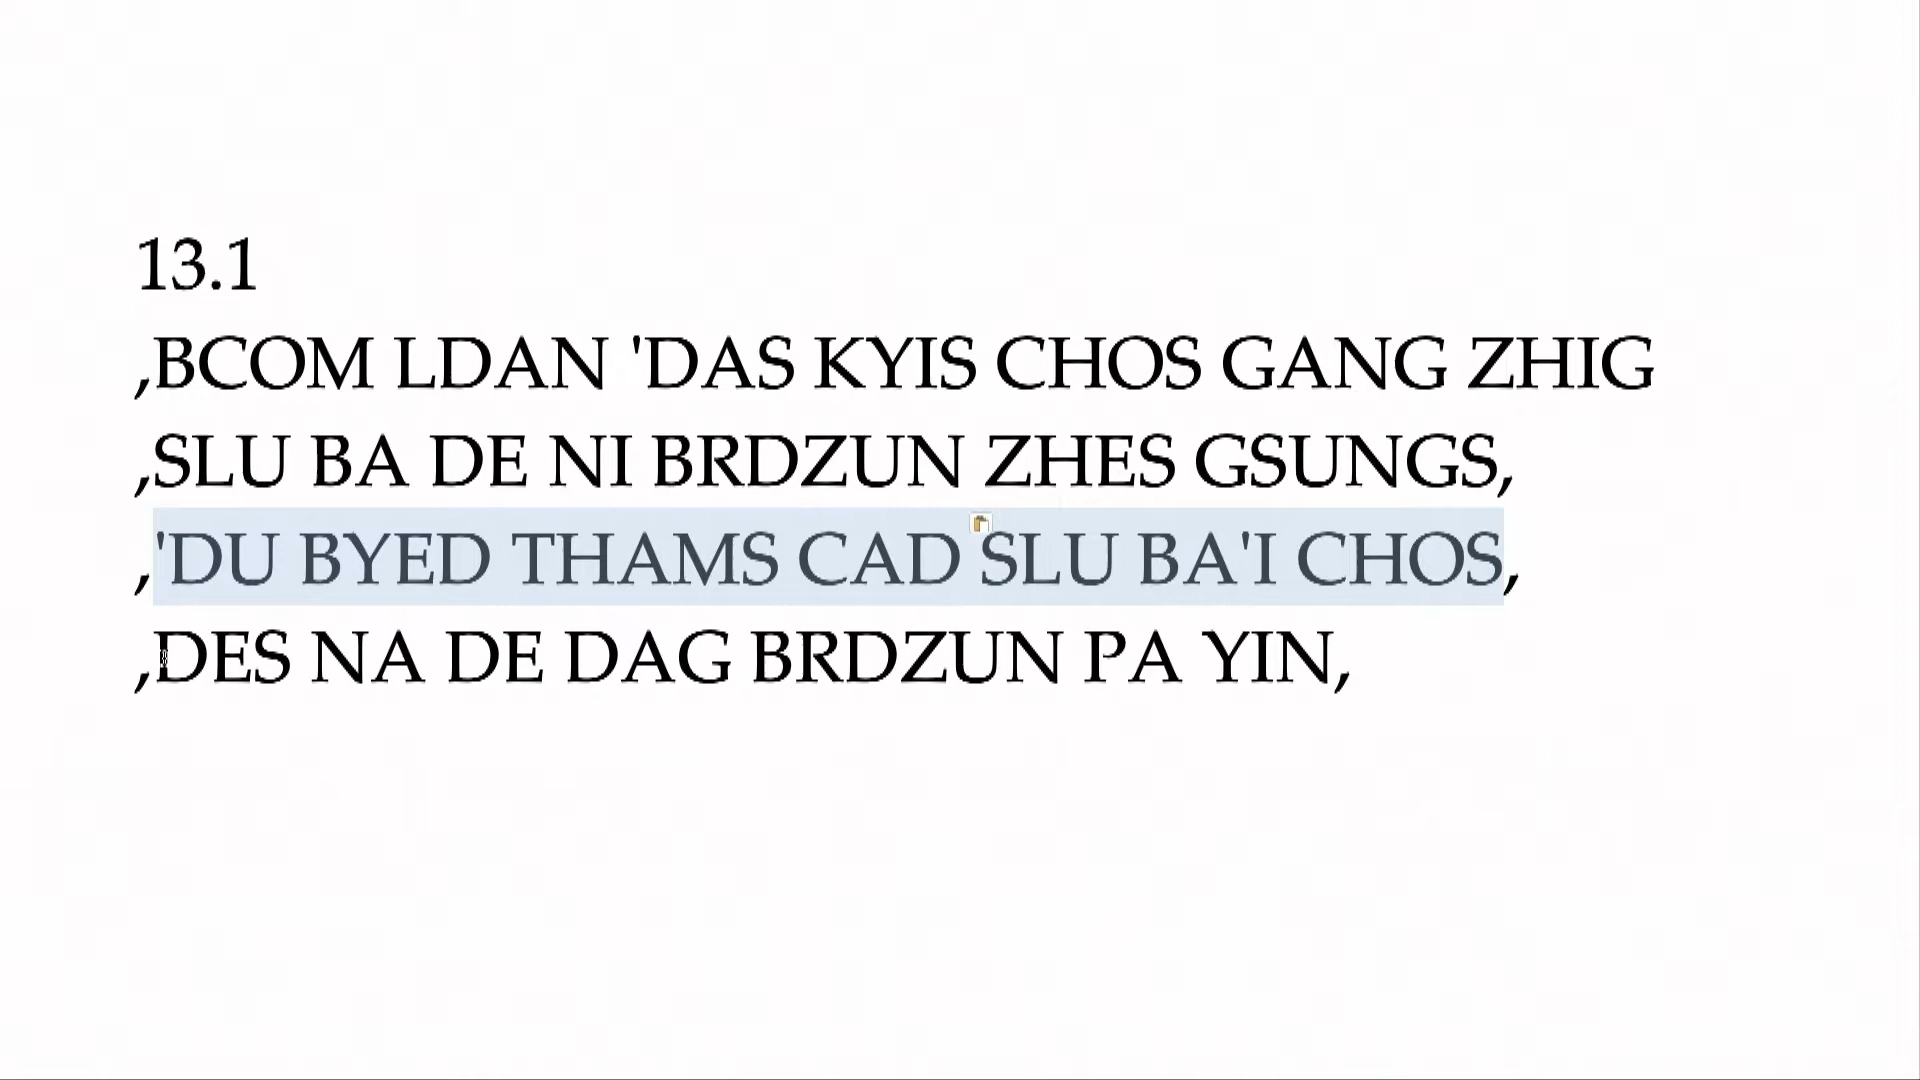 13.1
,BCOM LDAN 'DAS KYIS CHOS GANG ZHIG
,SLU BA DE NI BRDZUN ZHES GSUNGS,
,'DU BYED THAMS CAD SLU BA'I CHOS,
,DES NA DE DAG BRDZUN PA YIN,